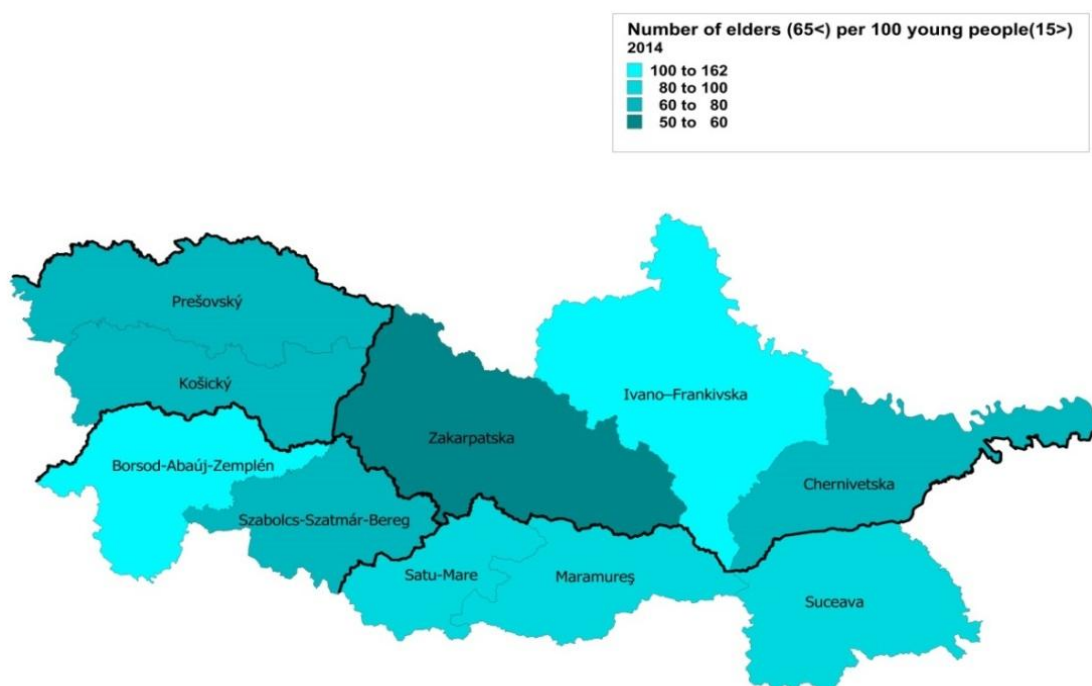 Number of elders (65<) per 100 young people(15>)
2014
100 to 162
80 to 100
60 to 80
50 to 60
Prešovský
Košický
Ivano–Frankivska
Zakarpatska
Borsod-Abaúj-Zemplén
Chernivetska
Szabolcs-Szatmár-Bereg
Satu-Mare
Maramureş
Suceava